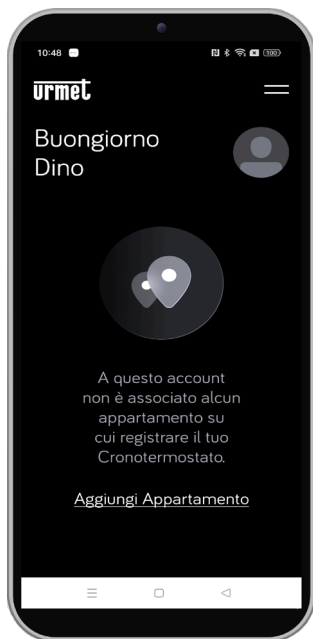 10:48
100
urmet
Buongiorno
Dino
A questo account
non è associato alcun
appartamento su
cui registrare il tuo
Cronotermostato.
Aggiungi Appartamento